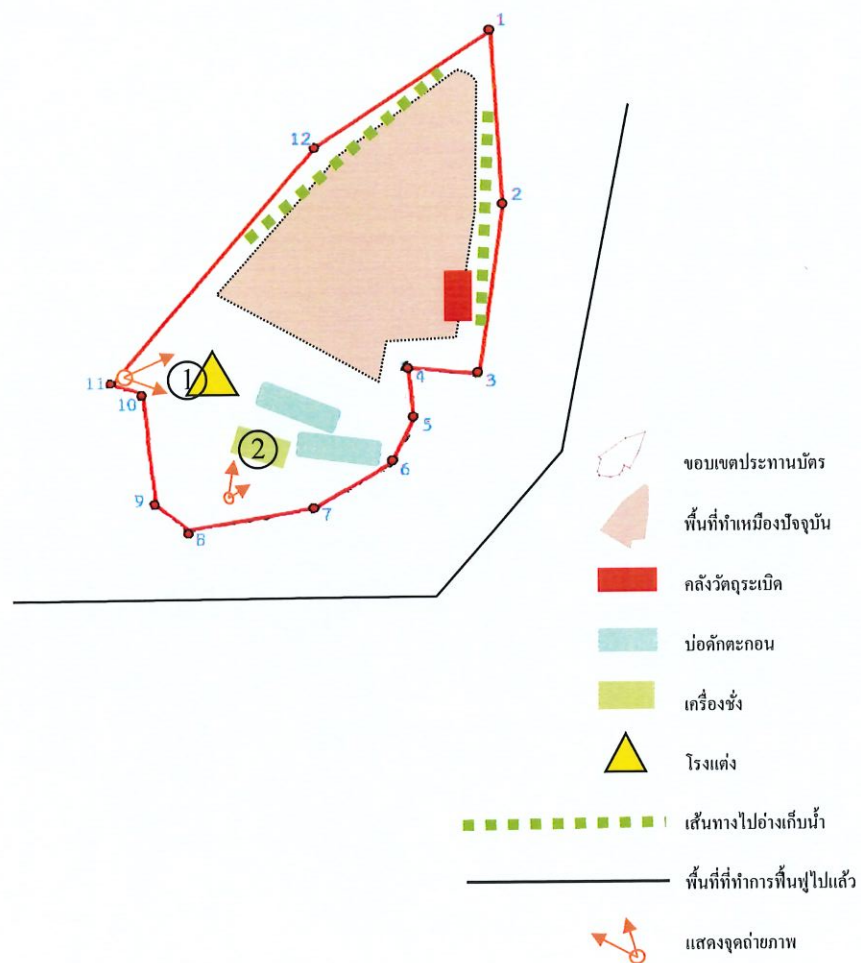 1
12
2
11
1
4
3
10
5
2
6
9
7
8
ขอบเขตประทานบัตร
พื้นที่ทำเหมืองปัจจุบัน
คลังวัตถุระเบิด
บ่อดักตะกอน
เครื่องชั่ง
โรงแต่ง
เส้นทางไปอ่างเก็บน้ำ
พื้นที่ที่ทำการฟื้นฟูไปแล้ว
แสดงจุดถ่ายภาพ